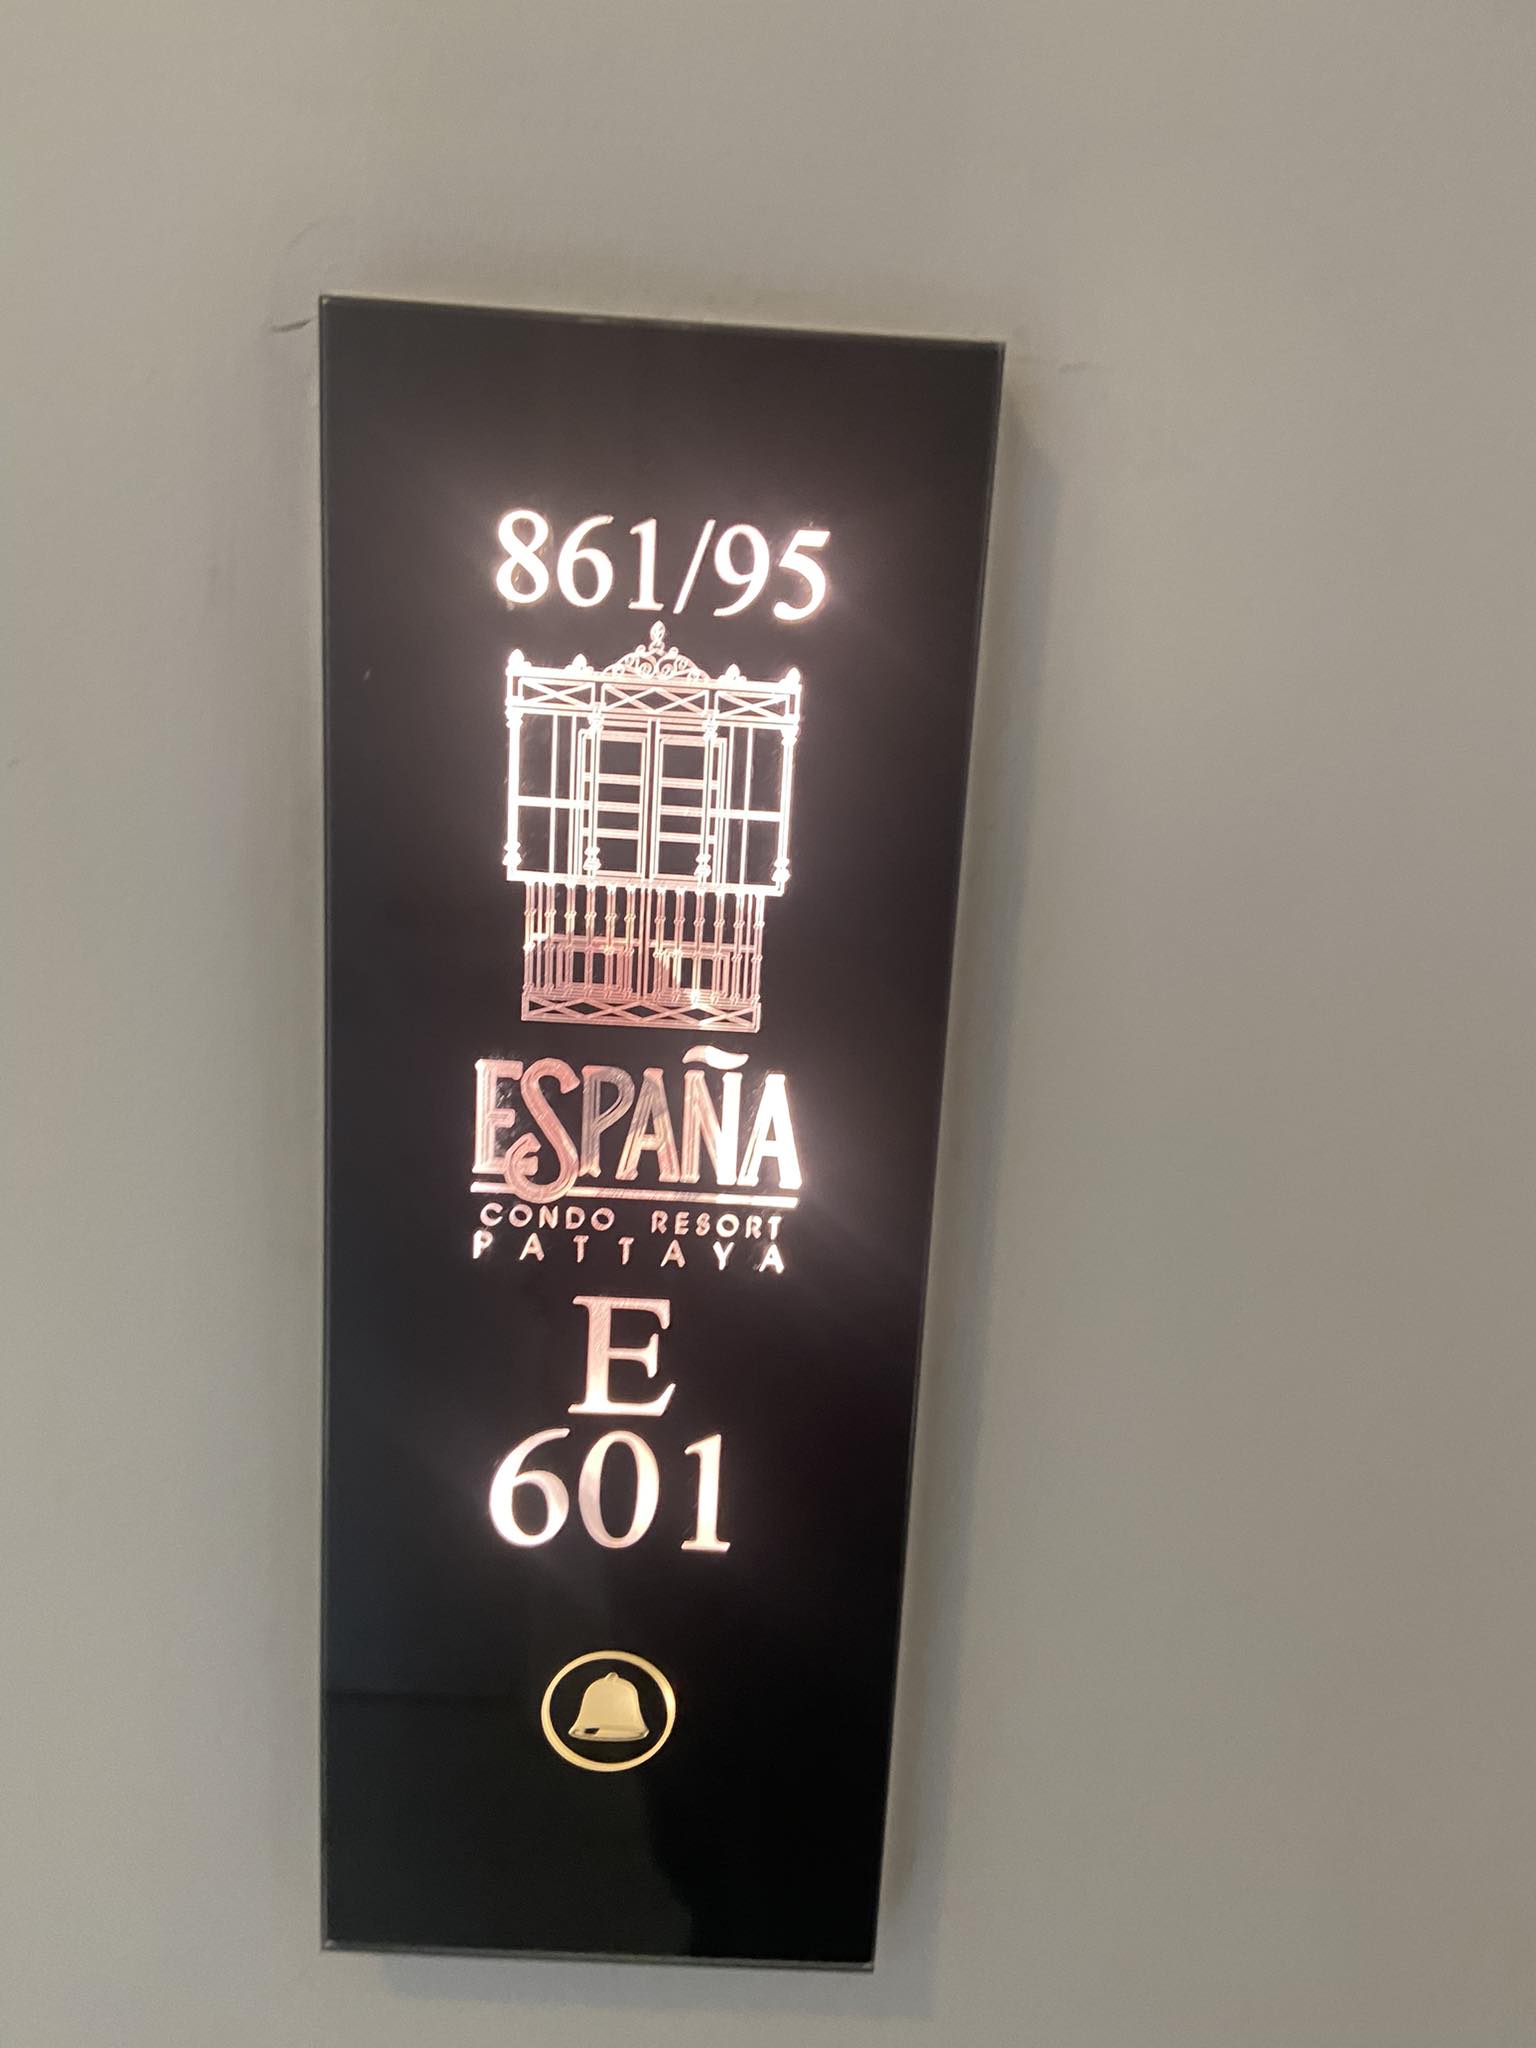 861/95
ESPAÑA
CONDO RESORT
PATTAYA
E
601